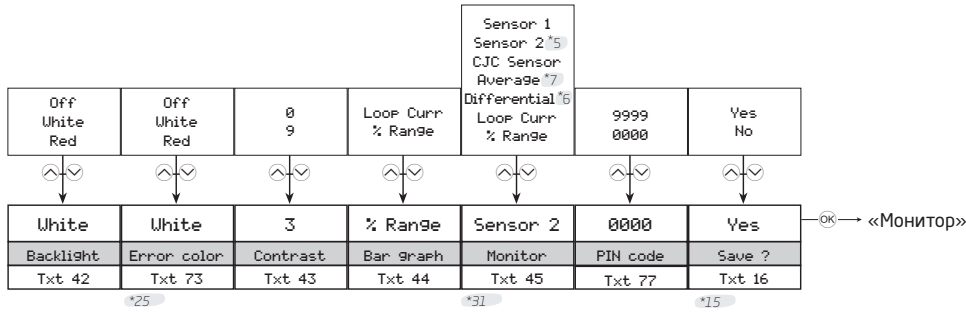 Sensor 1
Sensor 2 *5
CJC Sensor
Average *7
Differential *6
Loop Curr
% Range
Off
White
Red
Off
White
Red
0
9
Loop Curr
% Range
9999
0000
Yes
No
White
White
3
% Range
Sensor 2
0000
Yes
OK
«Монитор»
Backlight
Error color
Contrast
Bar graph
Monitor
PIN code
Save ?
Txt 42
Txt 73
Txt 43
Txt 44
Txt 45
Txt 77
Txt 16
*25
*31
*15